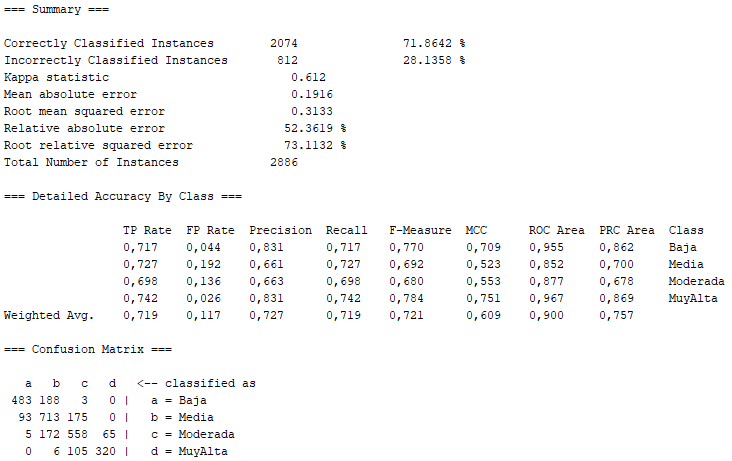 === Summary ===
Correctly Classified Instances 2074 71.8642 %
Incorrectly Classified Instances 812 28.1358 %
Kappa statistic 0.612
Mean absolute error 0.1916
Root mean squared error 0.3133
Relative absolute error 52.3619 %
Root relative squared error 73.1132 %
Total Number of Instances 2886
=== Detailed Accuracy By Class ===
TP Rate FP Rate Precision Recall F-Measure MCC ROC Area PRC Area Class
0,717 0,044 0,831 0,717 0,770 0,709 0,955 0,862 Baja
0,727 0,192 0,661 0,727 0,692 0,523 0,852 0,700 Media
0,698 0,136 0,663 0,698 0,680 0,553 0,877 0,678 Moderada
0,742 0,026 0,831 0,742 0,784 0,751 0,967 0,869 MuyAlta
Weighted Avg. 0,719 0,117 0,727 0,719 0,721 0,609 0,900 0,757
=== Confusion Matrix ===
a b c d <-- classified as
483 188 3 0 | a = Baja
93 713 175 0 | b = Media
5 172 558 65 | c = Moderada
0 6 105 320 | d = MuyAlta